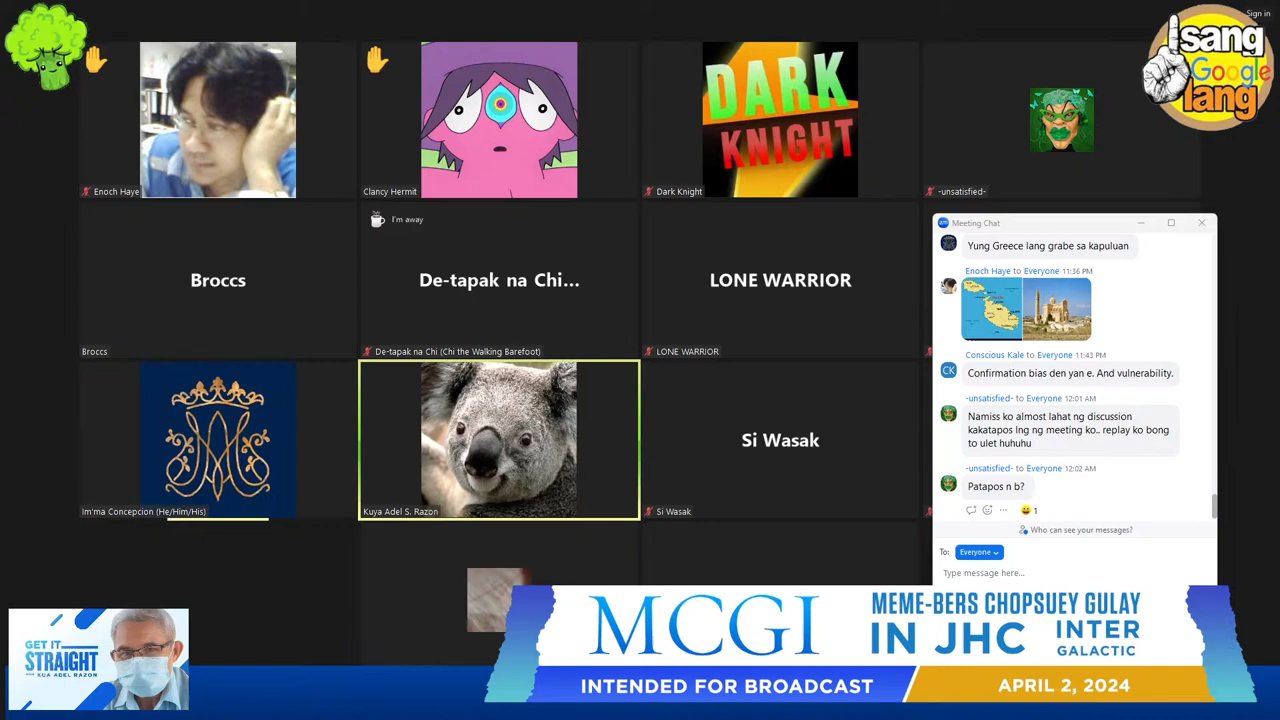 Sign in
Isang
Google
lang
Enoch Haye
Clancy Hermit
DARK
KNIGHT
Dark Knight
-unsatisfied-
Broccs
Broccs
I'm away
De-tapak na Chi...
De-tapak na Chi (Chi the Walking Barefoot)
LONE WARRIOR
LONE WARRIOR
Im'ma Concepcion (He/Him/His)
Kuya Adel S. Razon
Si Wasak
Si Wasak
zm
Meeting Chat
Yung Greece lang grabe sa kapuluan
Enoch Haye to Everyone 11:36 PM
Conscious Kale to Everyone 11:43 PM
CK
Confirmation bias den yan e. And vulnerability.
-unsatisfied- to Everyone 12:01 AM
Namiss ko almost lahat ng discussion
kakatapos lng ng meeting ko.. replay ko bong
to ulet huhuhu
-unsatisfied- to Everyone 12:02 AM
Patapos n b?
1
Who can see your messages?
To: Everyone
Type message here...
GET IT
STRAIGHT
KUA ADEL RAZON
MCGI
MEME-BERS CHOPSUEY GULAY
IN JHC INTER
GALACTIC
INTENDED FOR BROADCAST
APRIL 2, 2024